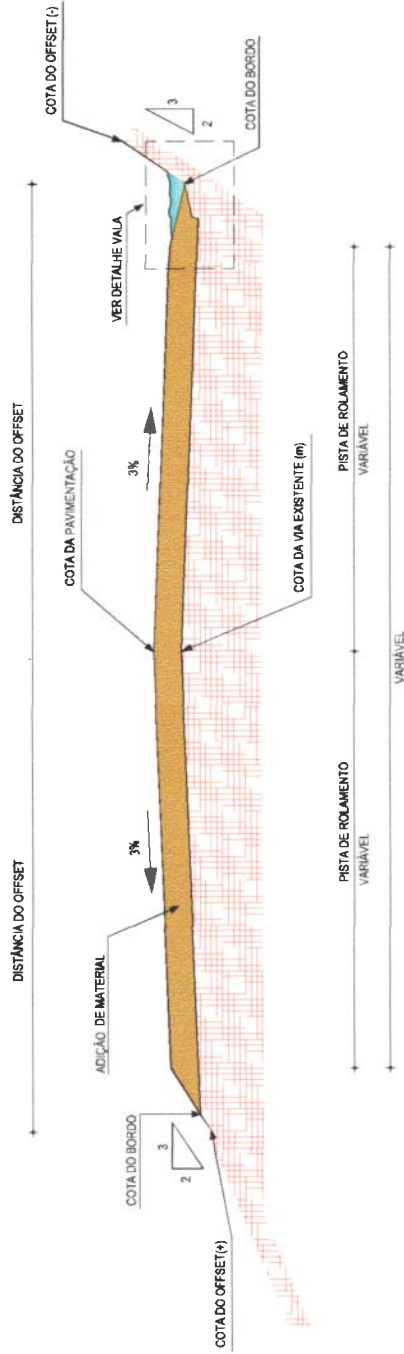 DISTÂNCIA DO OFFSET
DISTÂNCIA DO OFFSET
COTA DO OFFSET (-)
3
2
COTA DO BORDO
VER DETALHE VALA
3%
COTA DA PAVIMENTAÇÃO
3%
ADIÇÃO DE MATERIAL
COTA DO BORDO
3
2
COTA DO OFFSET(+)
COTA DA VIA EXISTENTE (m)
PISTA DE ROLAMENTO
VARIÁVEL
PISTA DE ROLAMENTO
VARIÁVEL
VARIÁVEL